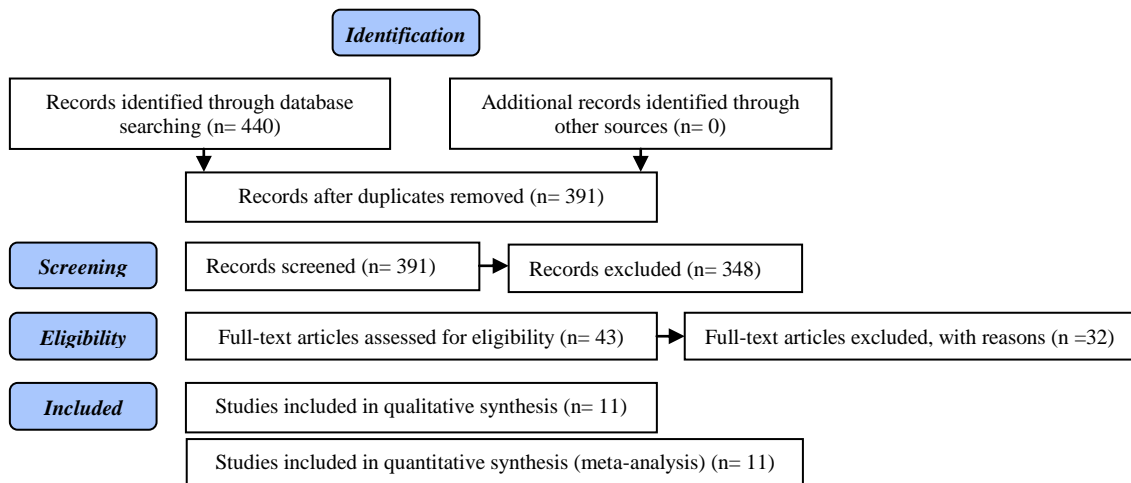 Identification
Records identified through database
searching (n= 440)
Additional records identified through
other sources (n= 0)
Records after duplicates removed (n= 391)
Screening
Records screened (n= 391)
Records excluded (n= 348)
Eligibility
Full-text articles assessed for eligibility (n= 43)
Full-text articles excluded, with reasons (n =32)
Included
Studies included in qualitative synthesis (n= 11)
Studies included in quantitative synthesis (meta-analysis) (n= 11)